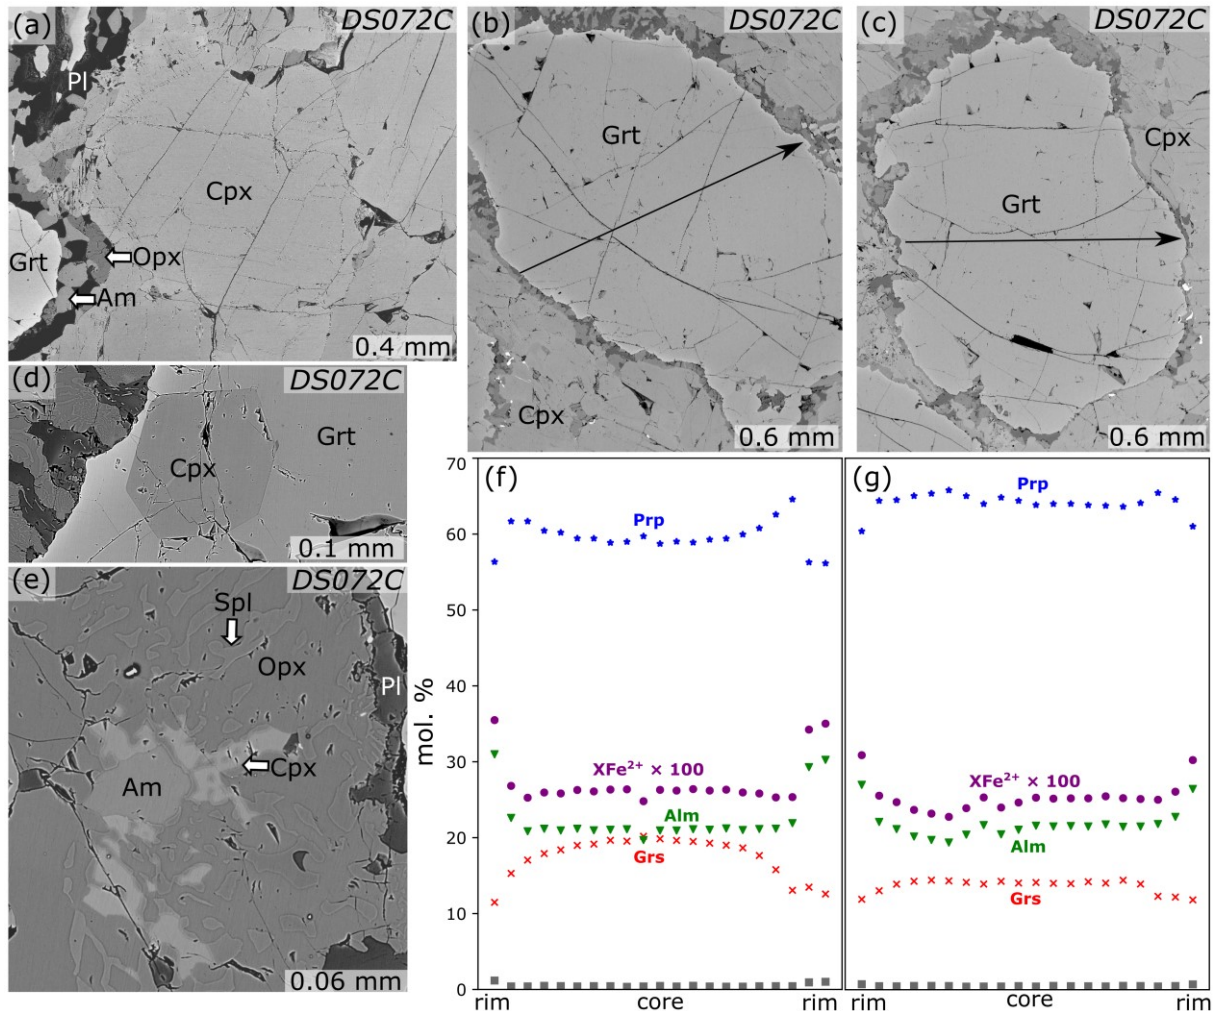 (a)
DS072C
Pl
Cpx
Grt
Opx
Am
0.4 mm
(b)
DS072C
Grt
Cpx
0.6 mm
(c)
DS072C
Cpx
Grt
0.6 mm
(d)
DS072C
Cpx
Grt
0.1 mm
(e)
DS072C
Spl
Opx
Pl
Am
Cpx
0.06 mm
(f)
mol. %
70
60
50
40
30
20
10
0
Prp
XFe²⁺ × 100
Alm
Grs
rim
core
rim
(g)
Prp
XFe²⁺ × 100
Alm
Grs
rim
core
rim